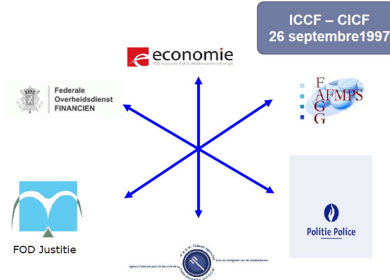 ICCF – CICF
26 septembre1997
economie
Federale
Overheidsdienst
FINANCIEN
F
AFMPS
G
G
FOD Justitie
Politie Police